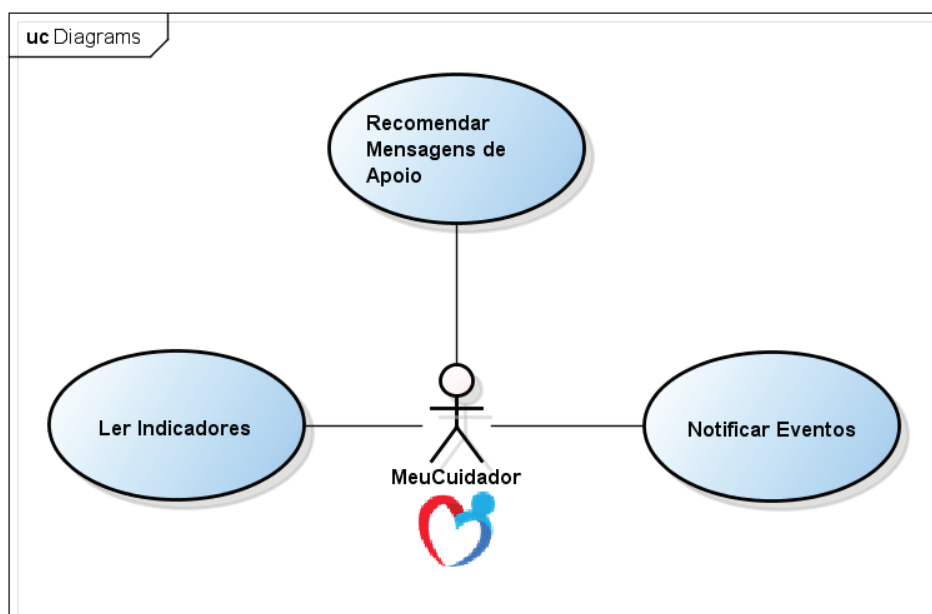 uc Diagrams
Recomendar
Mensagens de
Apoio
Ler Indicadores
Notificar Eventos
MeuCuidador